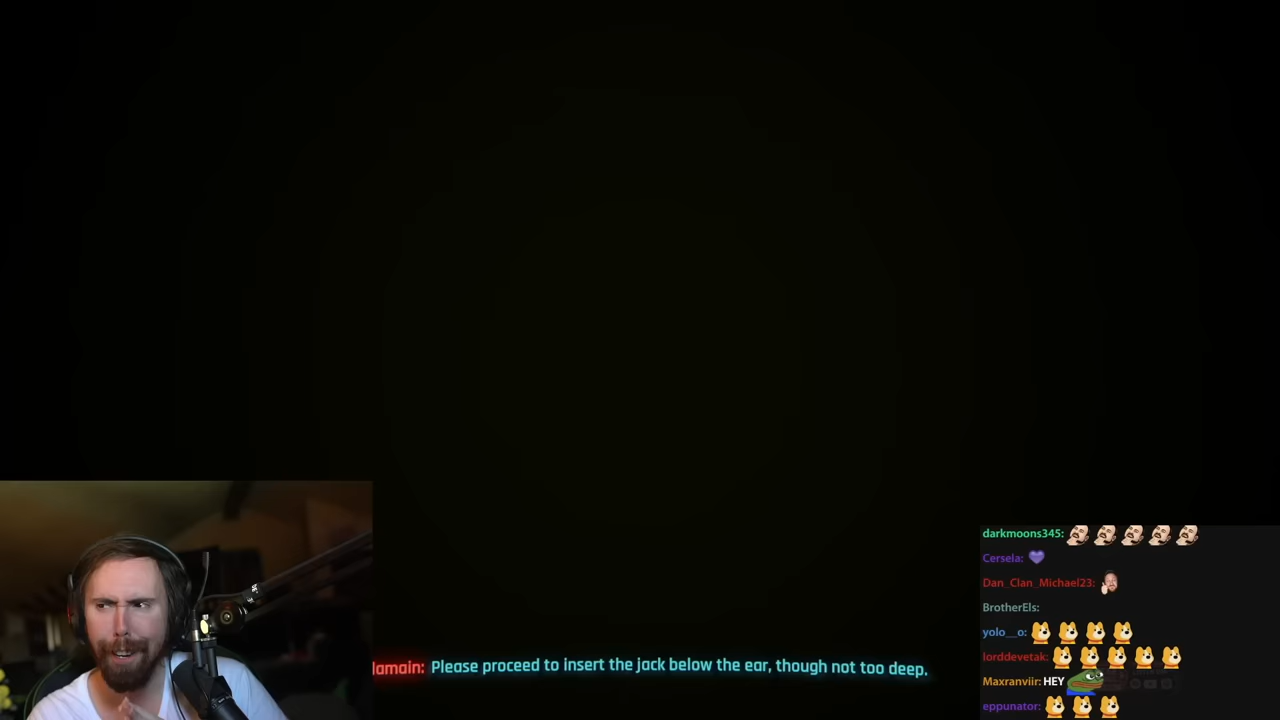 darkmoons345:
Cersela:
Dan_Clan_Michael23:
BrotherEls:
yolo__o:
lorddevetak:
Maxranviir: HEY
eppunator:
lamain: Please proceed to insert the jack below the ear, though not too deep.